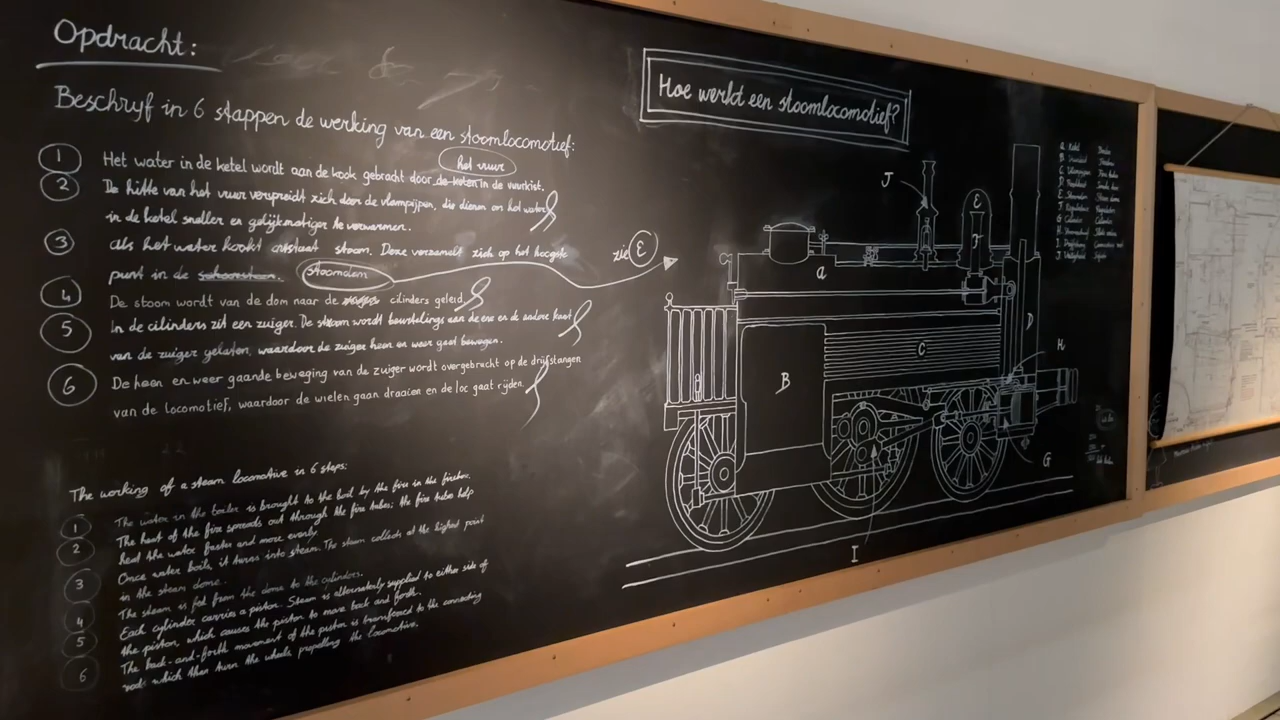 Opdracht:
Beschrijf in 6 stappen de werking van een stoomlocomotief:
het vuur
1 Het water in de ketel wordt aan de kook gebracht door de keten in de vuurkist.
2 De hitte van het vuur verspreidt zich door de vlampijpen, die dienen om het water
in de ketel sneller en gelijkmatiger te verwarmen.
3 Als het water kookt ontstaat stoom. Deze verzamelt zich op het hoogste
punt in de schoorsteen. stoomdom
zie E
4 De stoom wordt van de dom naar de cilinders geleid
5 In de cilinders zit een zuiger. De stoom wordt beurtelings aan de ene en de andere kant
van de zuiger gelaten, waardoor de zuiger heen en weer gaat bewegen.
6 De heen en weer gaande beweging van de zuiger wordt overgebracht op de drijfstangen
van de locomotief, waardoor de wielen gaan draaien en de loc gaat rijden.
The working of a steam locomotive in 6 steps:
1 The water in the boiler is brought to the boil by the fire in the firebox.
2 The heat of the fire spreads out through the fire tubes; the fire tubes help
heat the water faster and more evenly.
3 Once water boils it turns into steam. The steam collects at the highest point
in the steam dome.
4 The steam is fed from the dome to the cylinders.
5 Each cylinder carries a piston. Steam is alternately supplied to either side of
the piston, which causes the piston to move back and forth.
6 The back-and-forth movement of the piston is transferred to the connecting
rods which then turn the wheels, propelling the locomotive.
Hoe werkt een stoomlocomotief?
J
E
F
a
D
C
B
H
G
I
A Ketel
B
C
D
E
F
G Cilinder
H
I
J